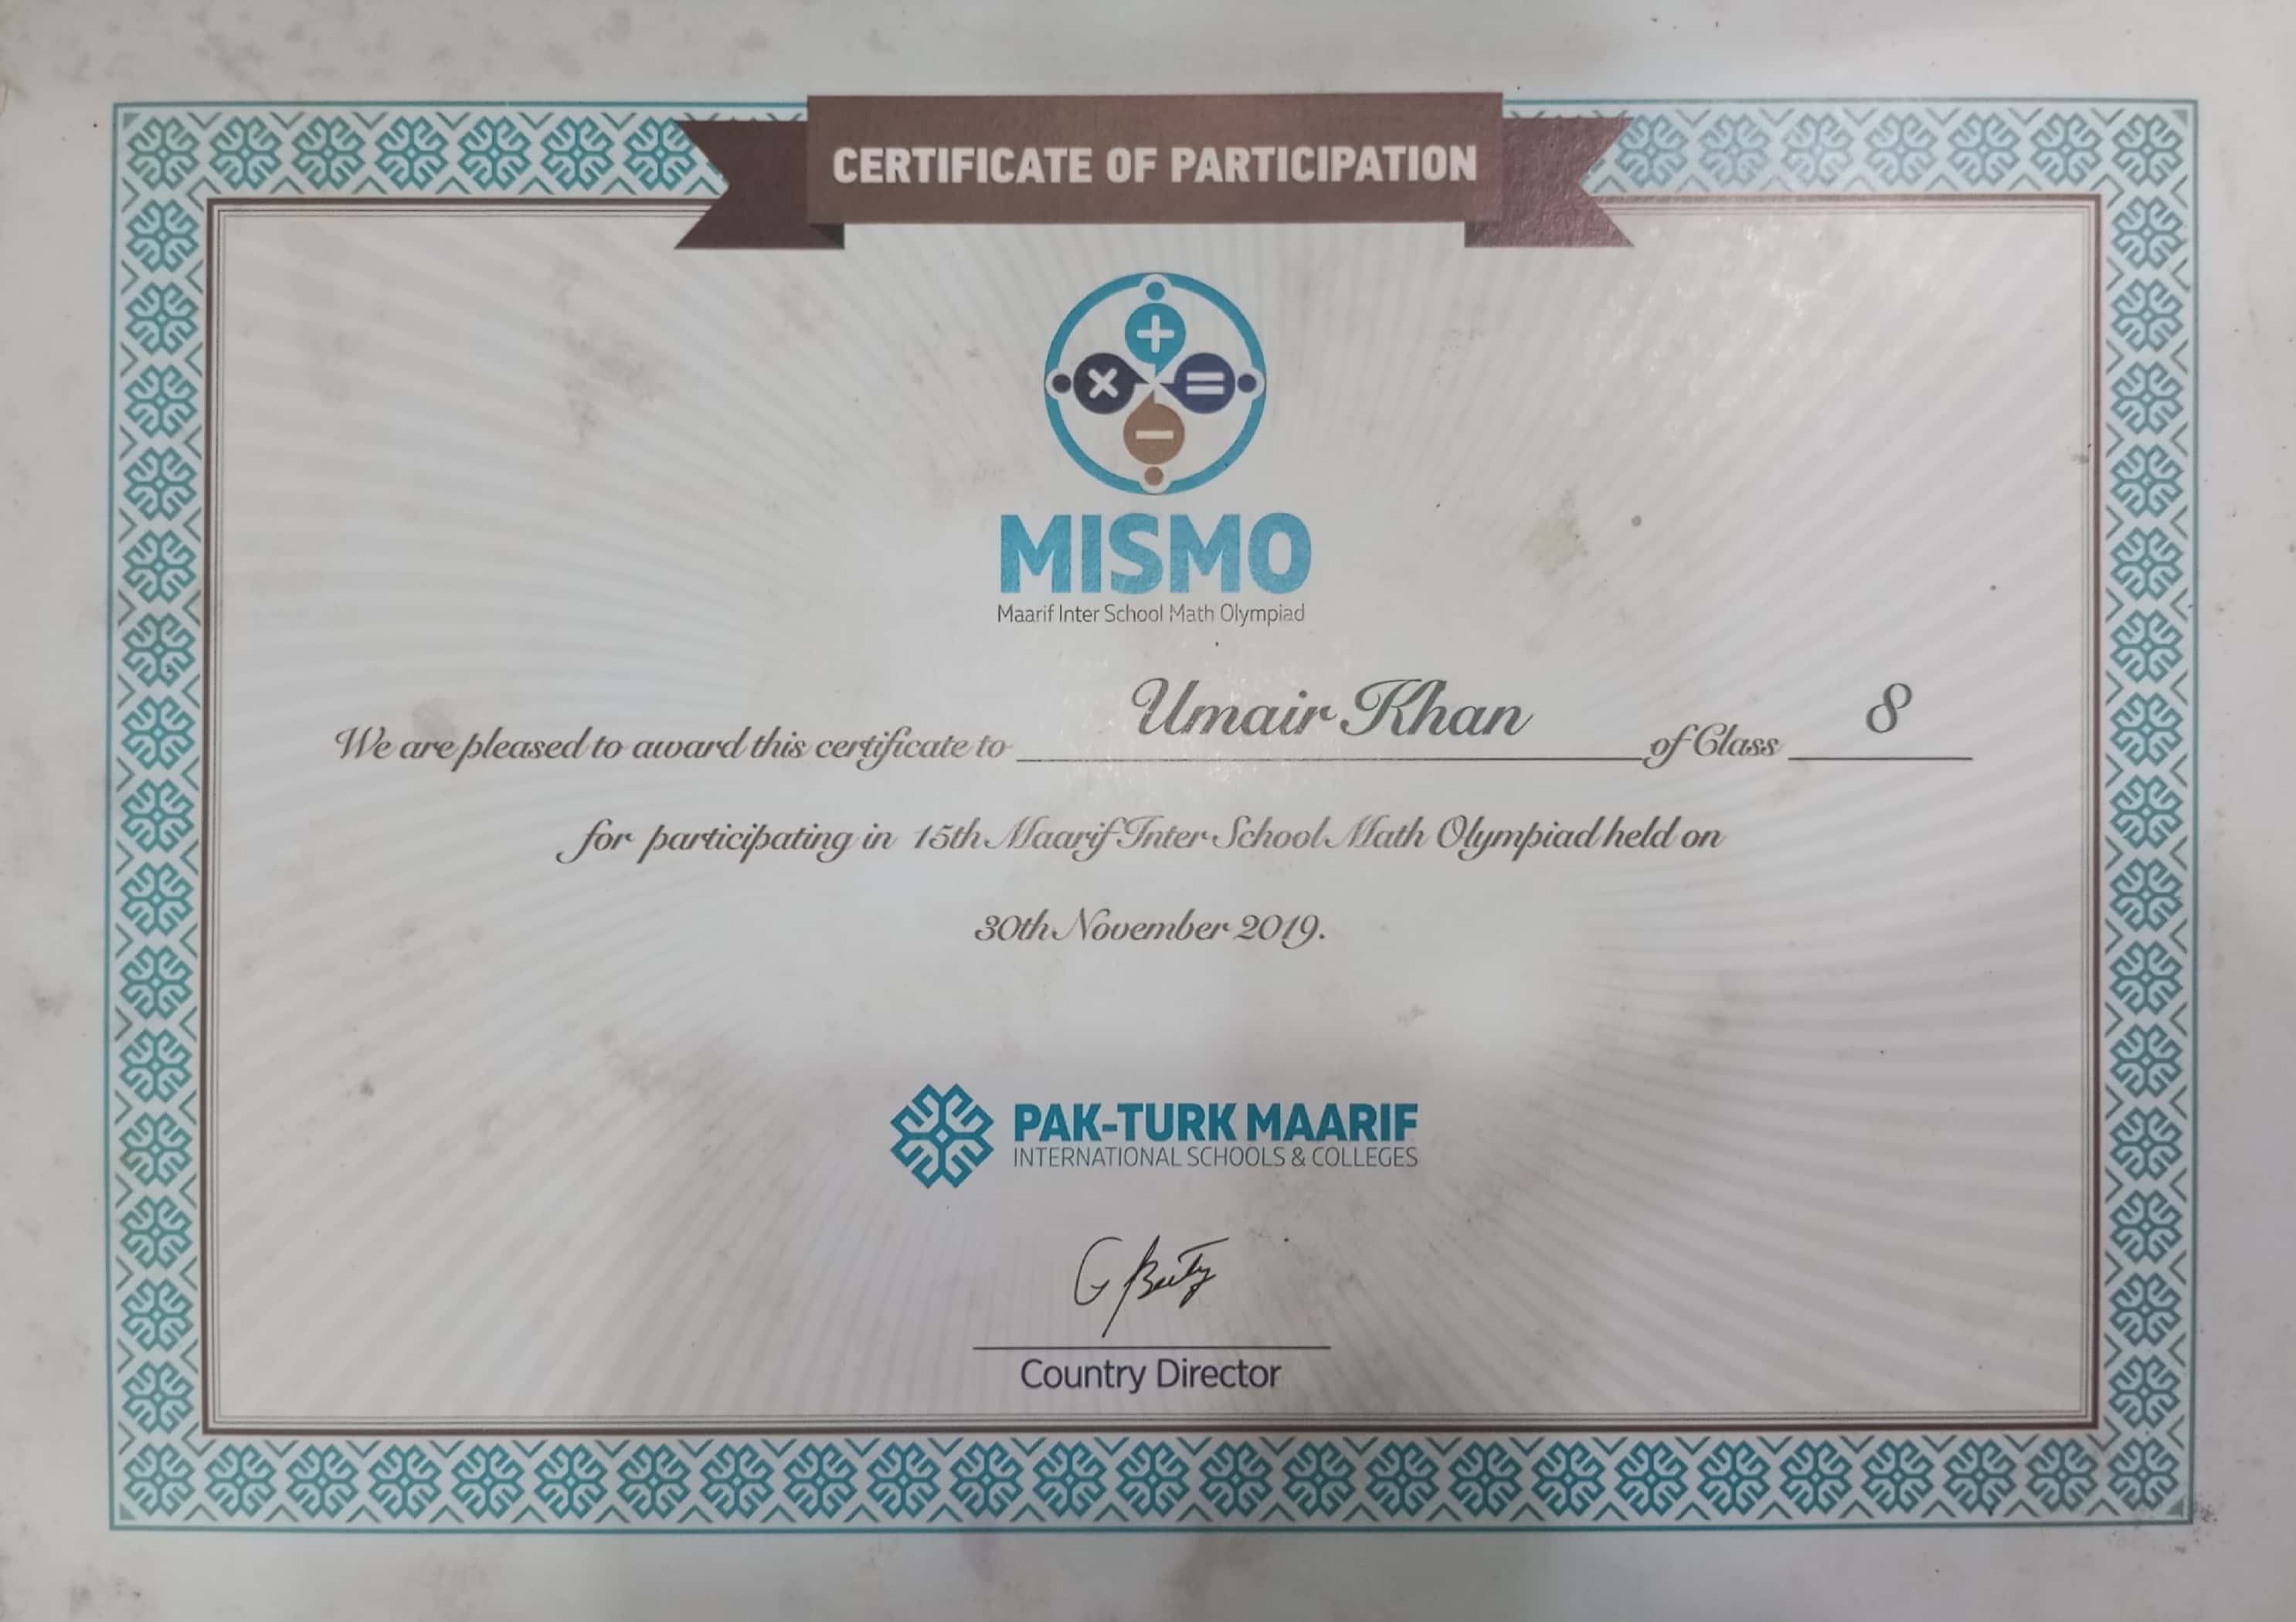 CERTIFICATE OF PARTICIPATION
MISMO
Maarif Inter School Math Olympiad
We are pleased to award this certificate to Umair Khan of Class 8
for participating in 15th Maarif Inter School Math Olympiad held on
30th November 2019.
PAK-TURK MAARIF
INTERNATIONAL SCHOOLS & COLLEGES
Country Director